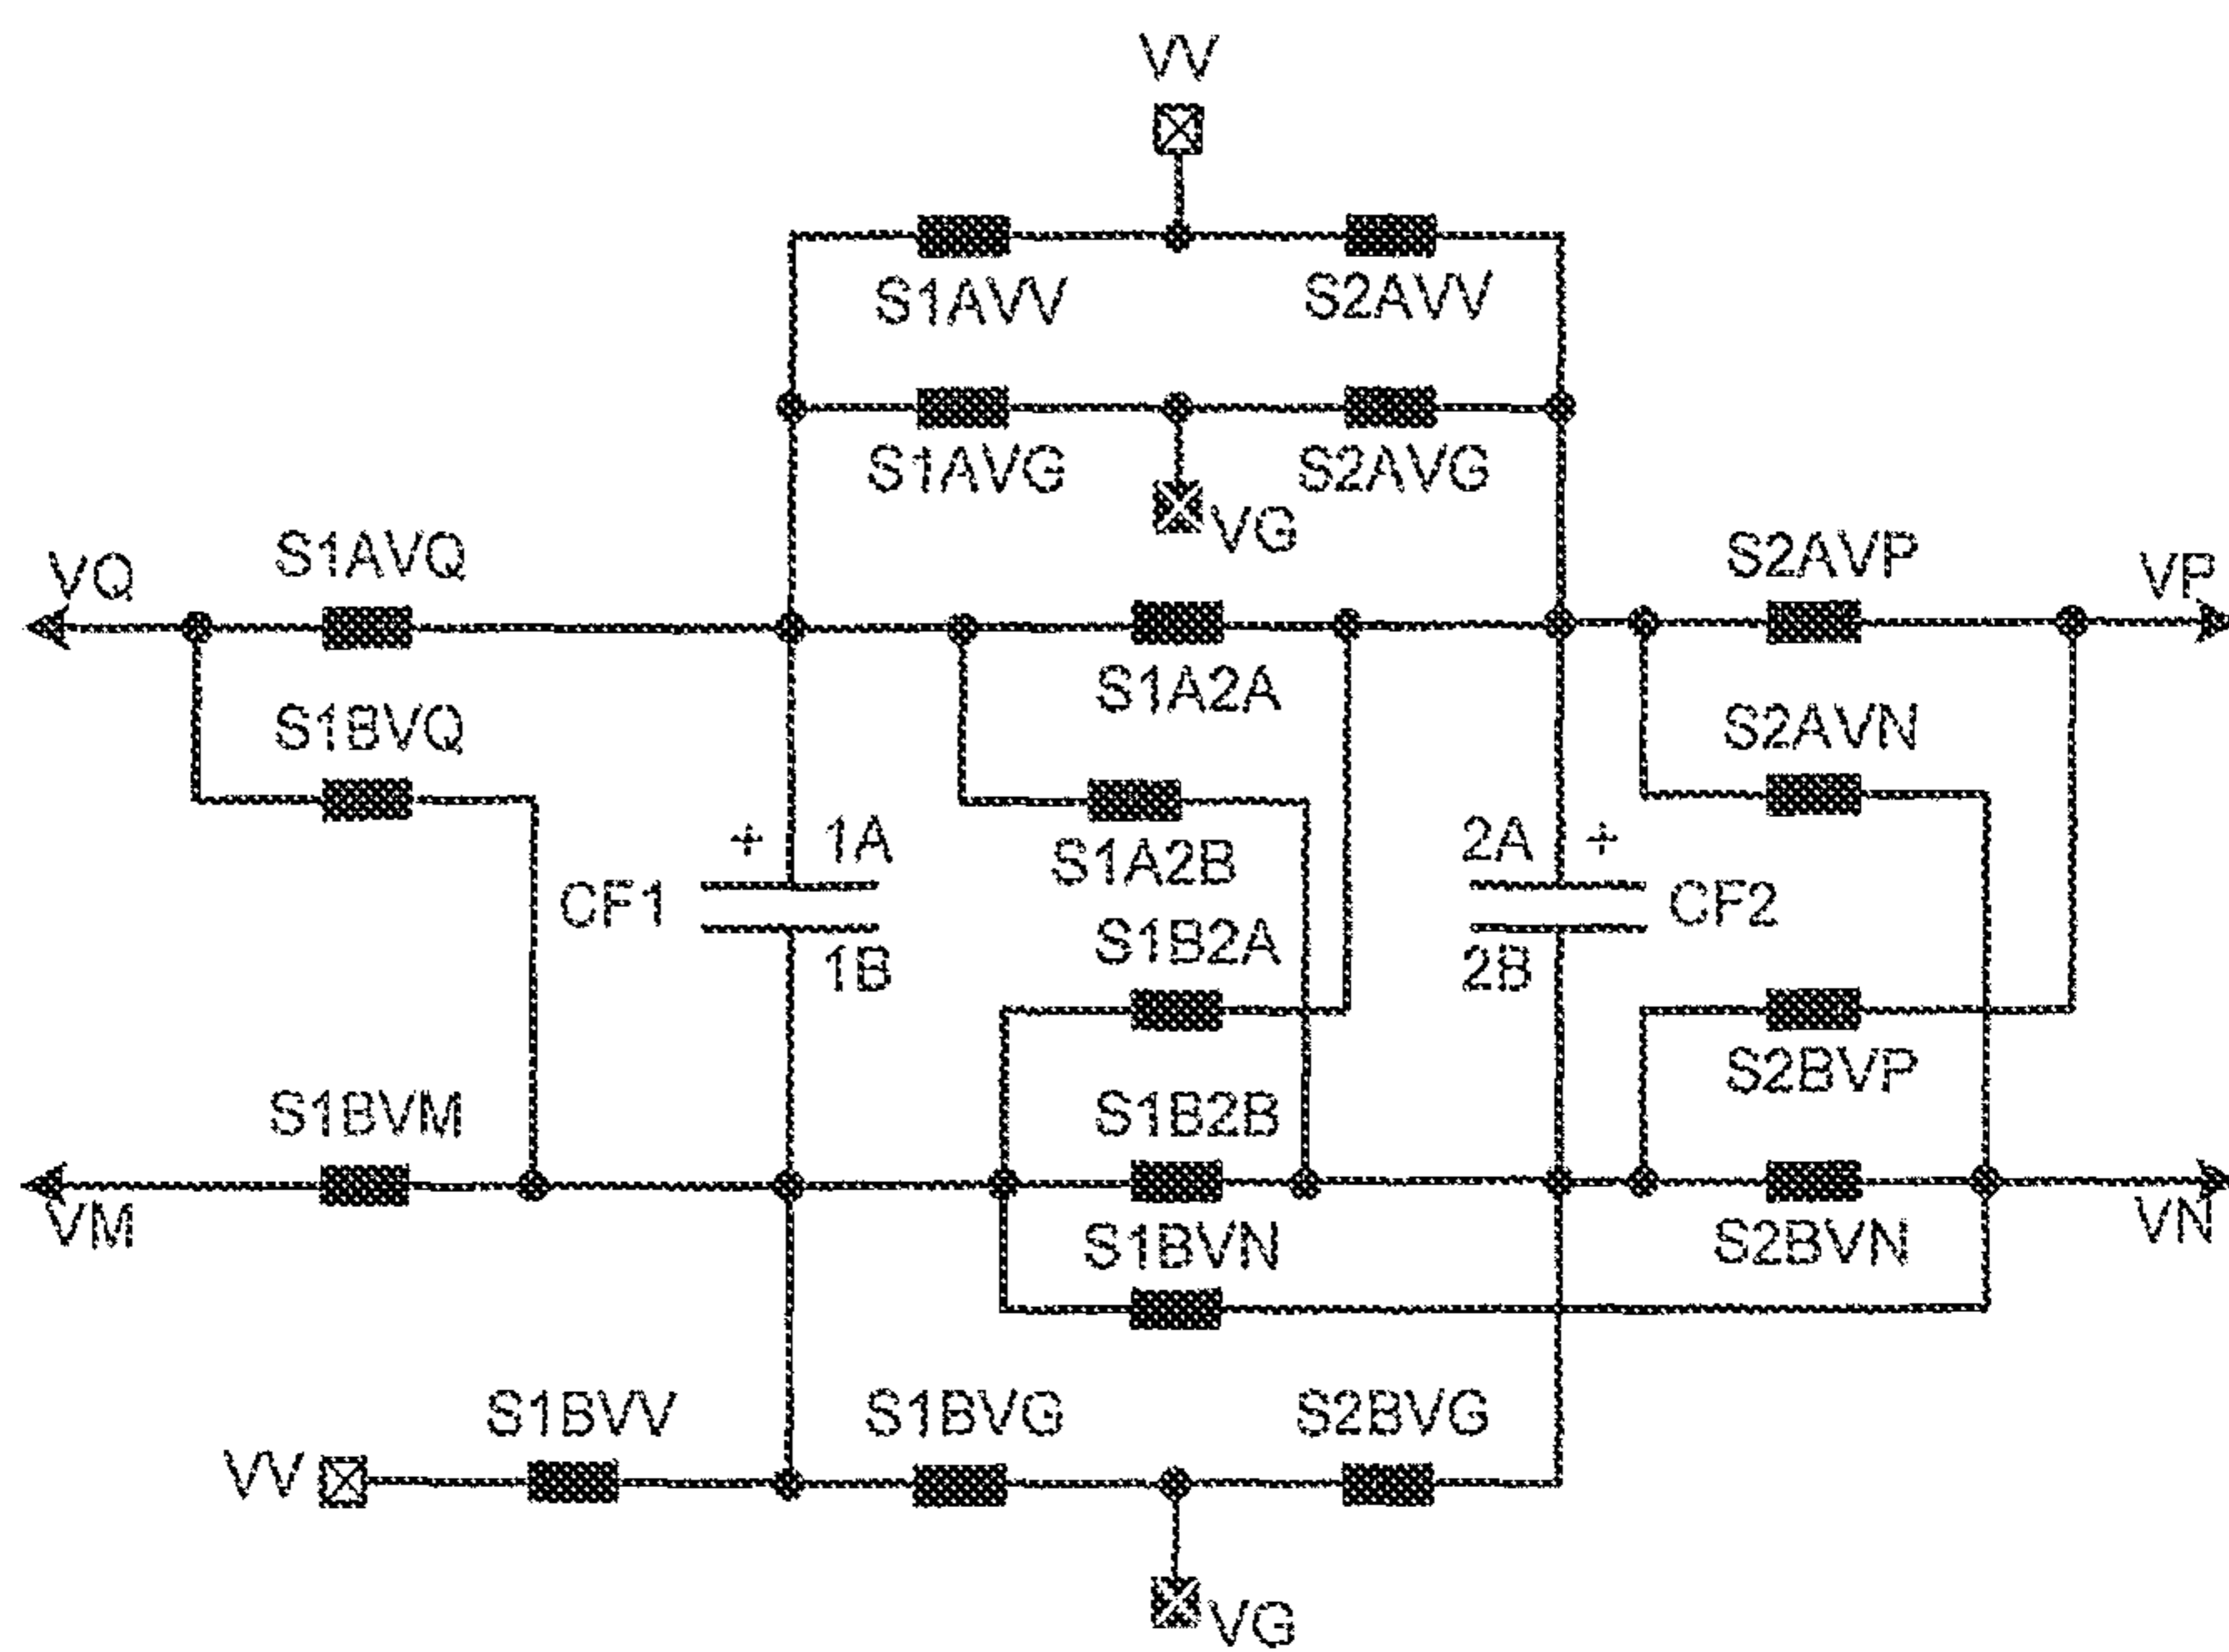 VV
S1AVV S2AVV
S1AVG S2AVG
VG
VQ S1AVQ S2AVP VP
S1A2A
S1BVQ S2AVN
+ 1A 2A +
S1A2B
CF1 CF2
S1B2A
1B 2B
S2BVP
S1BVM S1B2B
VM S1BVN S2BVN VN
S1BVV S1BVG S2BVG
VV
VG